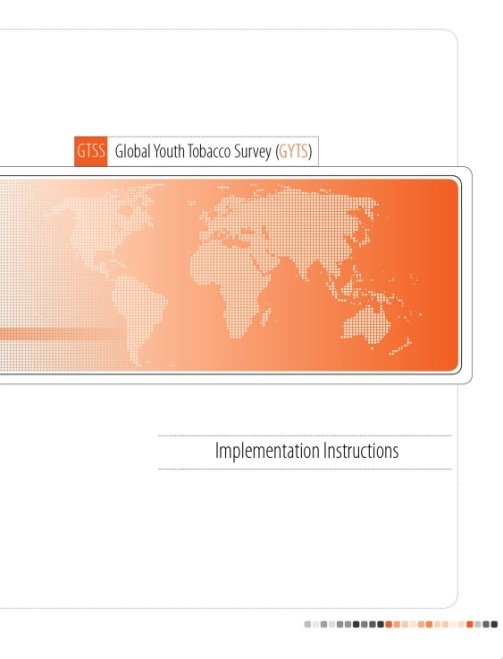 GTSS Global Youth Tobacco Survey (GYTS)
Implementation Instructions